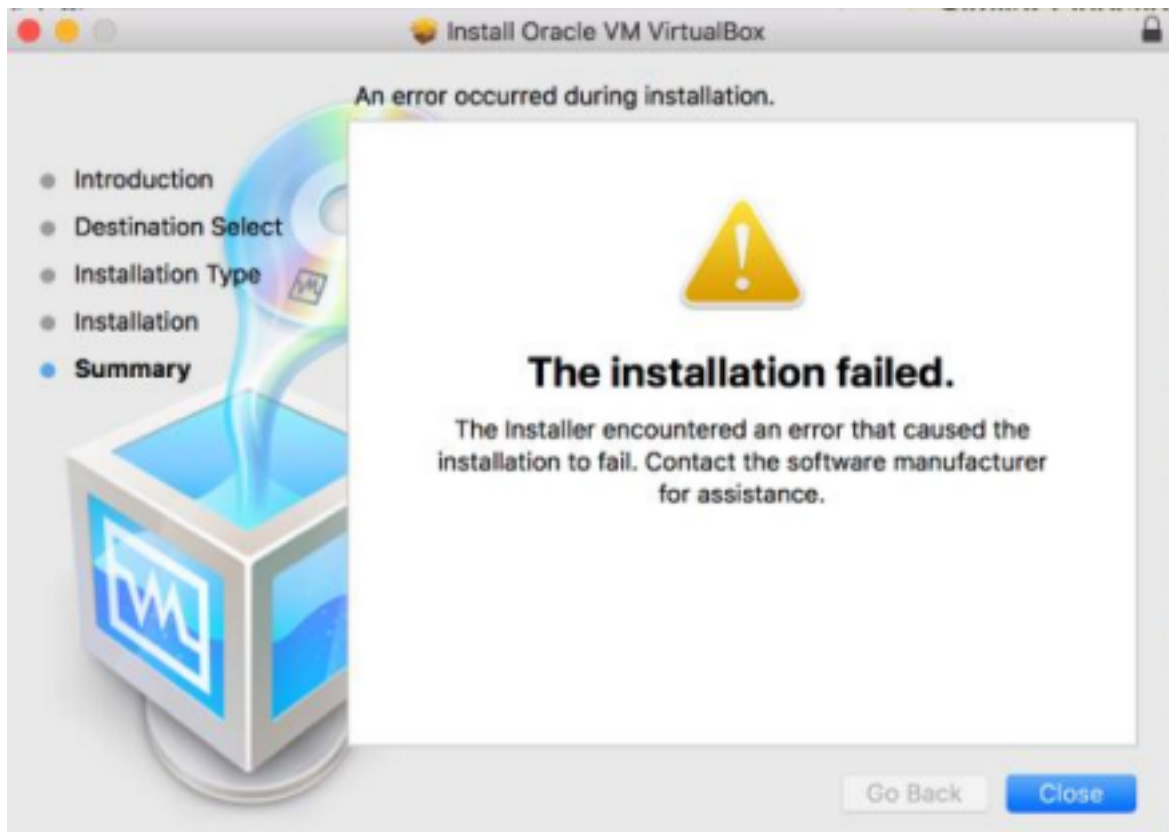 Install Oracle VM VirtualBox
An error occurred during installation.
Introduction
Destination Select
Installation Type
Installation
Summary
The installation failed.
The Installer encountered an error that caused the
installation to fail. Contact the software manufacturer
for assistance.
Go Back
Close